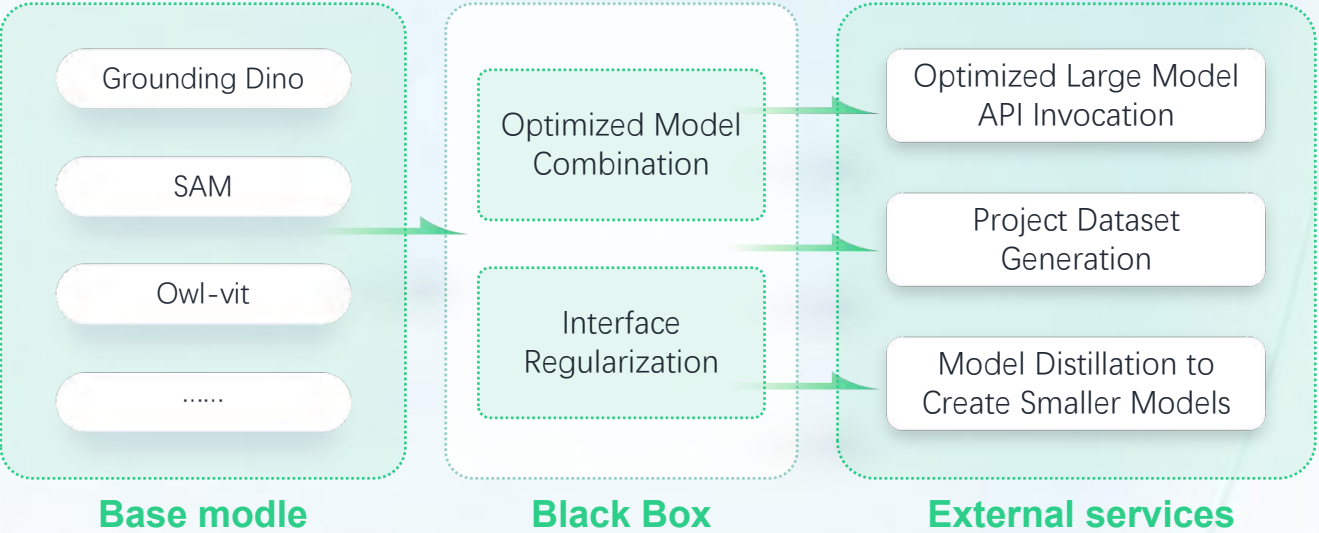 Grounding Dino
SAM
Owl-vit
......
Base modle
Optimized Model
Combination
Interface
Regularization
Black Box
Optimized Large Model
API Invocation
Project Dataset
Generation
Model Distillation to
Create Smaller Models
External services